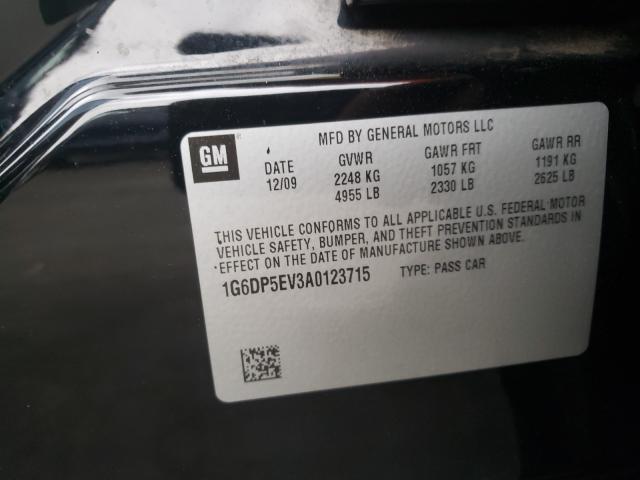 GM
MFD BY GENERAL MOTORS LLC
DATE GVWR GAWR FRT GAWR RR
12/09 2248 KG 1057 KG 1191 KG
4955 LB 2330 LB 2625 LB
THIS VEHICLE CONFORMS TO ALL APPLICABLE U.S. FEDERAL MOTOR
VEHICLE SAFETY, BUMPER, AND THEFT PREVENTION STANDARDS IN
EFFECT ON THE DATE OF MANUFACTURE SHOWN ABOVE.
1G6DP5EV3A0123715 TYPE: PASS CAR